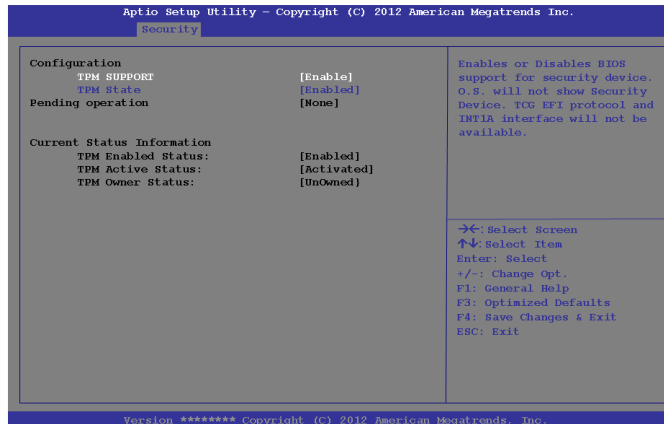 Aptio Setup Utility – Copyright (C) 2012 American Megatrends Inc.
Security
Configuration
TPM SUPPORT [Enable]
TPM State [Enabled]
Pending operation [None]
Current Status Information
TPM Enabled Status: [Enabled]
TPM Active Status: [Activated]
TPM Owner Status: [UnOwned]
Enables or Disables BIOS
support for security device.
O.S. will not show Security
Device. TCG EFI protocol and
INT1A interface will not be
available.
→←: Select Screen
↑↓: Select Item
Enter: Select
+/-: Change Opt.
F1: General Help
F3: Optimized Defaults
F4: Save Changes & Exit
ESC: Exit
Version ******** Copyright (C) 2012 American Megatrends, Inc.